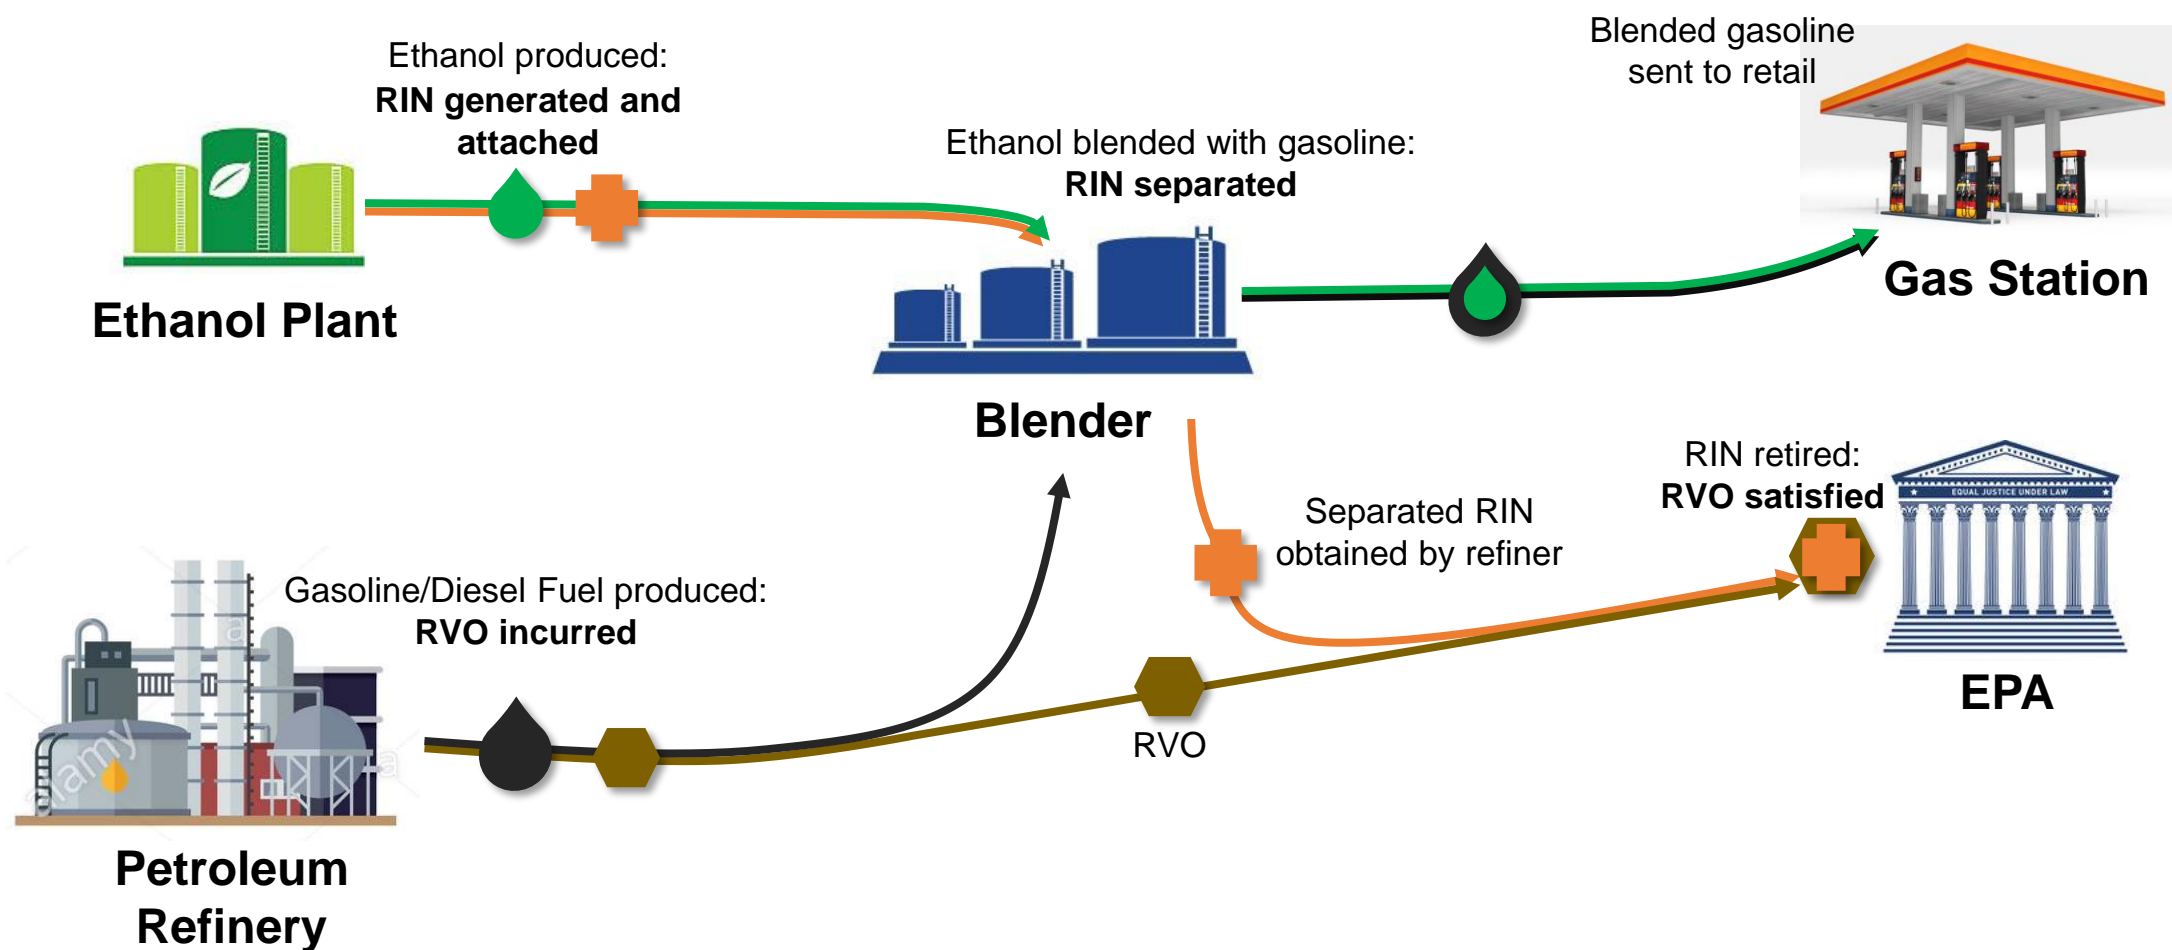 Ethanol produced:
RIN generated and
attached
Ethanol Plant
Ethanol blended with gasoline:
RIN separated
Blender
Blended gasoline
sent to retail
Gas Station
Gasoline/Diesel Fuel produced:
RVO incurred
Petroleum
Refinery
RVO
Separated RIN
obtained by refiner
RIN retired:
RVO satisfied
EQUAL JUSTICE UNDER LAW
EPA
alamy
a
a